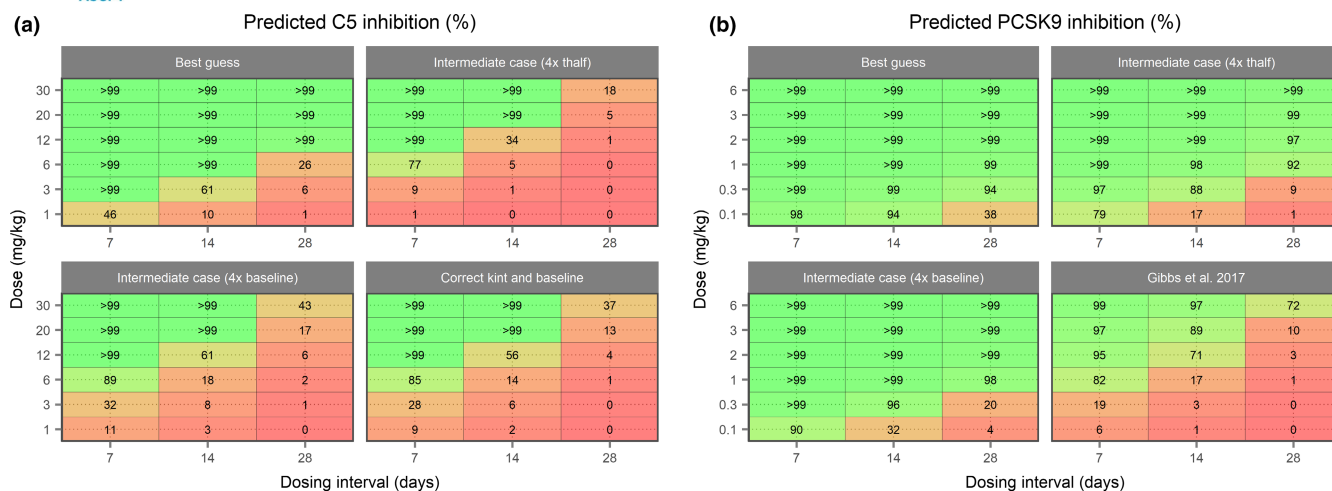 (a) Predicted C5 inhibition (%)
Best guess
Intermediate case (4x thalf)
30 >99 >99 >99 >99 >99 18
20 >99 >99 >99 >99 >99 5
12 >99 >99 >99 >99 34 1
6 >99 >99 26 77 5 0
3 >99 61 6 9 1 0
1 46 10 1 1 0 0
7 14 28 7 14 28
Intermediate case (4x baseline)
Correct kint and baseline
30 >99 >99 43 >99 >99 37
20 >99 >99 17 >99 >99 13
12 >99 61 6 >99 56 4
6 89 18 2 85 14 1
3 32 8 1 28 6 0
1 11 3 0 9 2 0
7 14 28 7 14 28
Dose (mg/kg)
Dosing interval (days)
(b) Predicted PCSK9 inhibition (%)
Best guess
Intermediate case (4x thalf)
6 >99 >99 >99 >99 >99 >99
3 >99 >99 >99 >99 >99 99
2 >99 >99 >99 >99 >99 97
1 >99 >99 99 >99 98 92
0.3 >99 99 94 97 88 9
0.1 98 94 38 79 17 1
7 14 28 7 14 28
Intermediate case (4x baseline)
Gibbs et al. 2017
6 >99 >99 >99 99 97 72
3 >99 >99 >99 97 89 10
2 >99 >99 >99 95 71 3
1 >99 >99 98 82 17 1
0.3 >99 96 20 19 3 0
0.1 90 32 4 6 1 0
7 14 28 7 14 28
Dose (mg/kg)
Dosing interval (days)